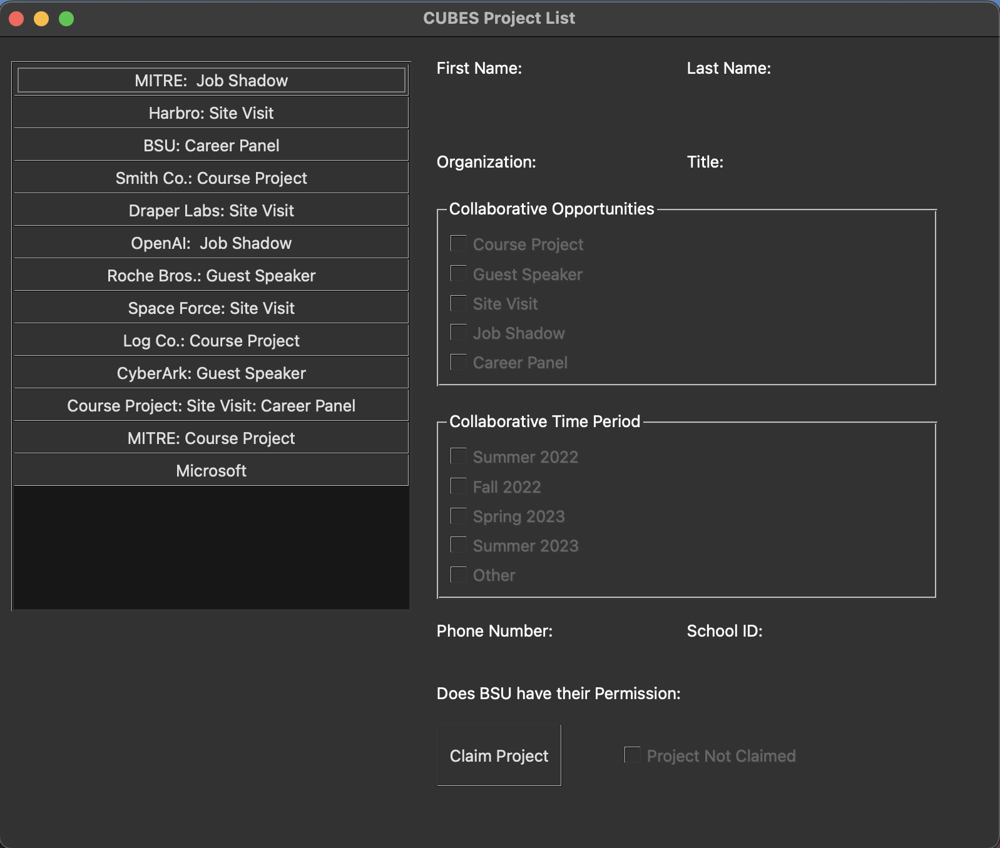 CUBES Project List
MITRE:  Job Shadow
Harbro: Site Visit
BSU: Career Panel
Smith Co.: Course Project
Draper Labs: Site Visit
OpenAI:  Job Shadow
Roche Bros.: Guest Speaker
Space Force: Site Visit
Log Co.: Course Project
CyberArk: Guest Speaker
Course Project: Site Visit: Career Panel
MITRE: Course Project
Microsoft
First Name: Last Name:
Organization: Title:
Collaborative Opportunities
Course Project
Guest Speaker
Site Visit
Job Shadow
Career Panel
Collaborative Time Period
Summer 2022
Fall 2022
Spring 2023
Summer 2023
Other
Phone Number: School ID:
Does BSU have their Permission:
Claim Project Project Not Claimed